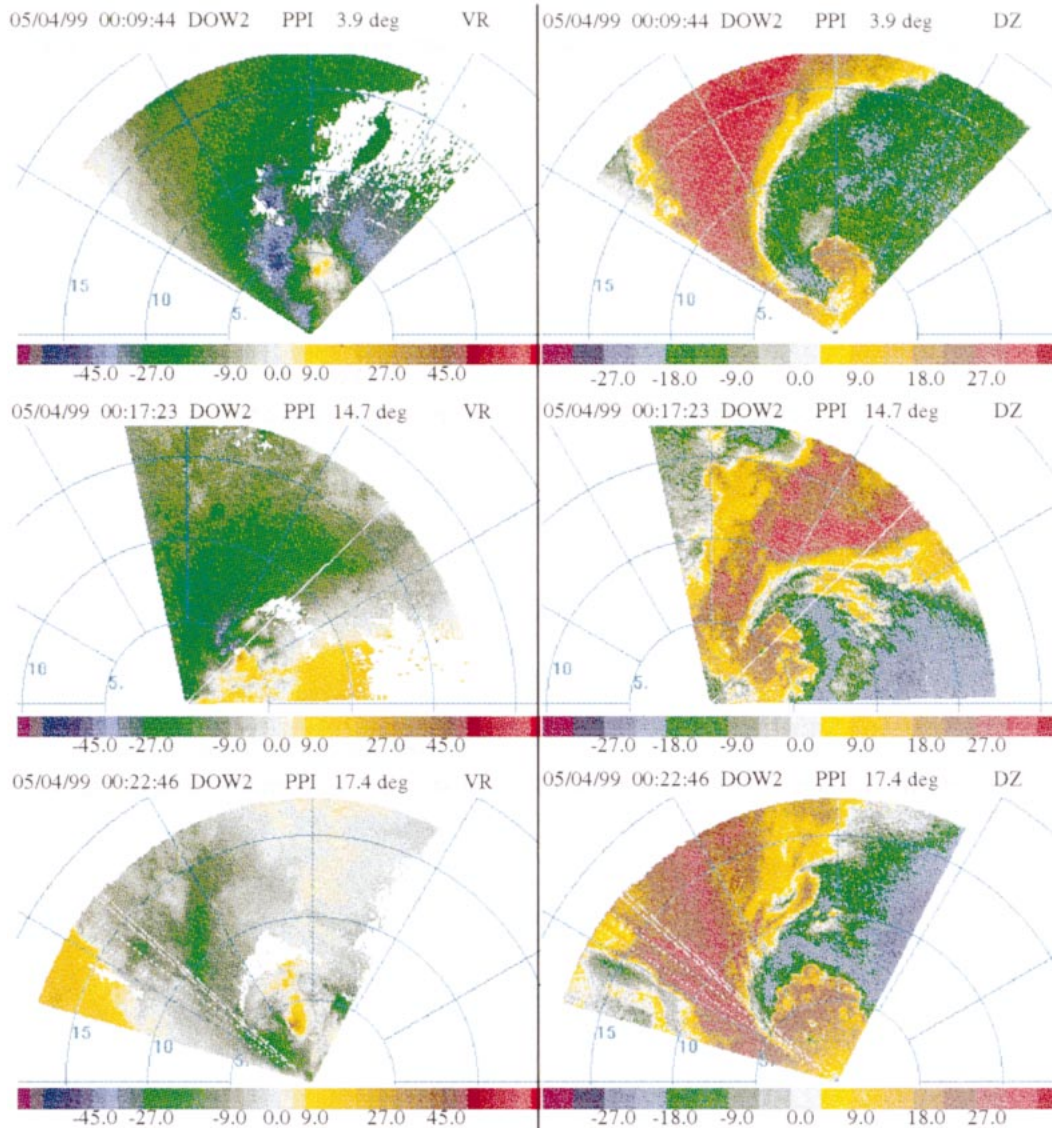 05/04/99 00:09:44 DOW2 PPI 3.9 deg VR
15 10 5.
-45.0 -27.0 -9.0 0.0 9.0 27.0 45.0
05/04/99 00:09:44 DOW2 PPI 3.9 deg DZ
15 10 5.
-27.0 -18.0 -9.0 0.0 9.0 18.0 27.0
05/04/99 00:17:23 DOW2 PPI 14.7 deg VR
10 5.
-45.0 -27.0 -9.0 0.0 9.0 27.0 45.0
05/04/99 00:17:23 DOW2 PPI 14.7 deg DZ
10 5.
-27.0 -18.0 -9.0 0.0 9.0 18.0 27.0
05/04/99 00:22:46 DOW2 PPI 17.4 deg VR
15 10 5.
-45.0 -27.0 -9.0 0.0 9.0 27.0 45.0
05/04/99 00:22:46 DOW2 PPI 17.4 deg DZ
15 10 5.
-27.0 -18.0 -9.0 0.0 9.0 18.0 27.0